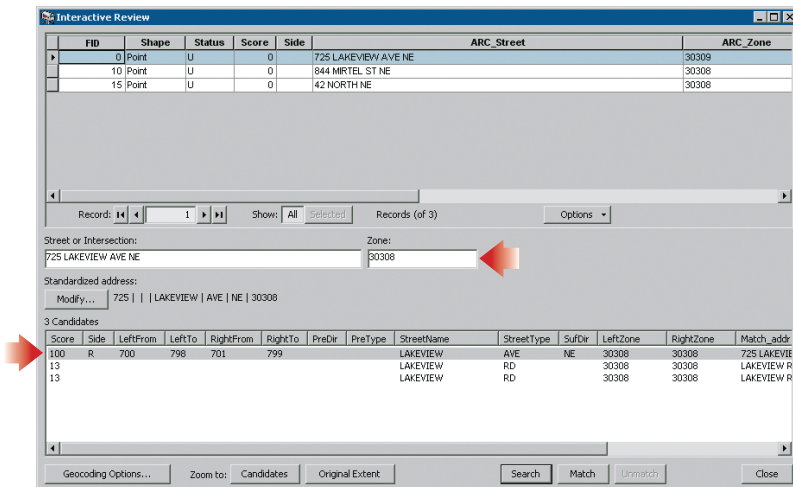 Interactive Review
FID Shape Status Score Side ARC_Street ARC_Zone
0 Point U 0 725 LAKEVIEW AVE NE 30309
10 Point U 0 844 MIRTEL ST NE 30308
15 Point U 0 42 NORTH NE 30308
Record: 1 Show: All Selected Records (of 3) Options
Street or Intersection: Zone:
725 LAKEVIEW AVE NE 30308
Standardized address:
Modify... 725 | | | LAKEVIEW | AVE | NE | 30308
3 Candidates
Score Side LeftFrom LeftTo RightFrom RightTo PreDir PreType StreetName StreetType SufDir LeftZone RightZone Match_addr
100 R 700 798 701 799 LAKEVIEW AVE NE 30308 30308 725 LAKEVIE
13 LAKEVIEW RD 30308 30308 LAKEVIEW R
13 LAKEVIEW RD 30308 30308 LAKEVIEW R
Geocoding Options... Zoom to: Candidates Original Extent Search Match Unmatch Close